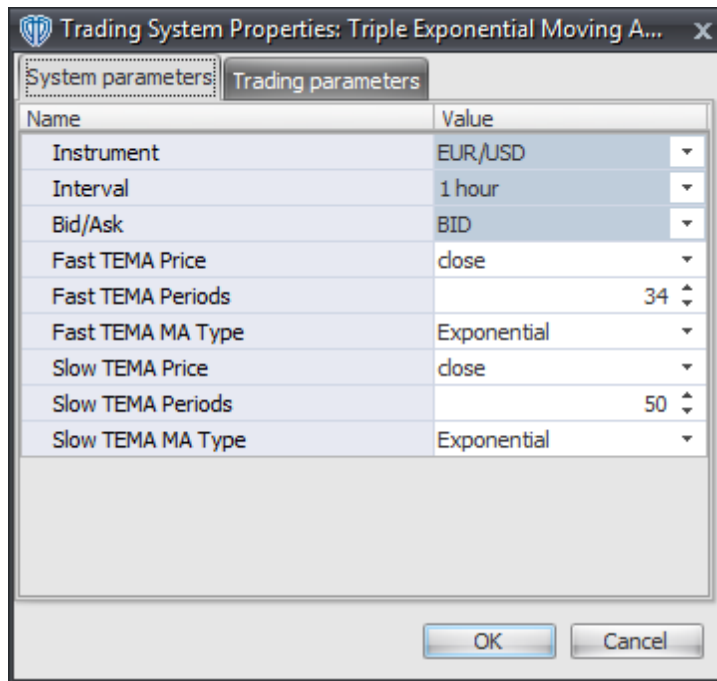 Trading System Properties: Triple Exponential Moving A...
System parameters Trading parameters
Name Value
Instrument EUR/USD
Interval 1 hour
Bid/Ask BID
Fast TEMA Price close
Fast TEMA Periods 34
Fast TEMA MA Type Exponential
Slow TEMA Price close
Slow TEMA Periods 50
Slow TEMA MA Type Exponential
OK Cancel